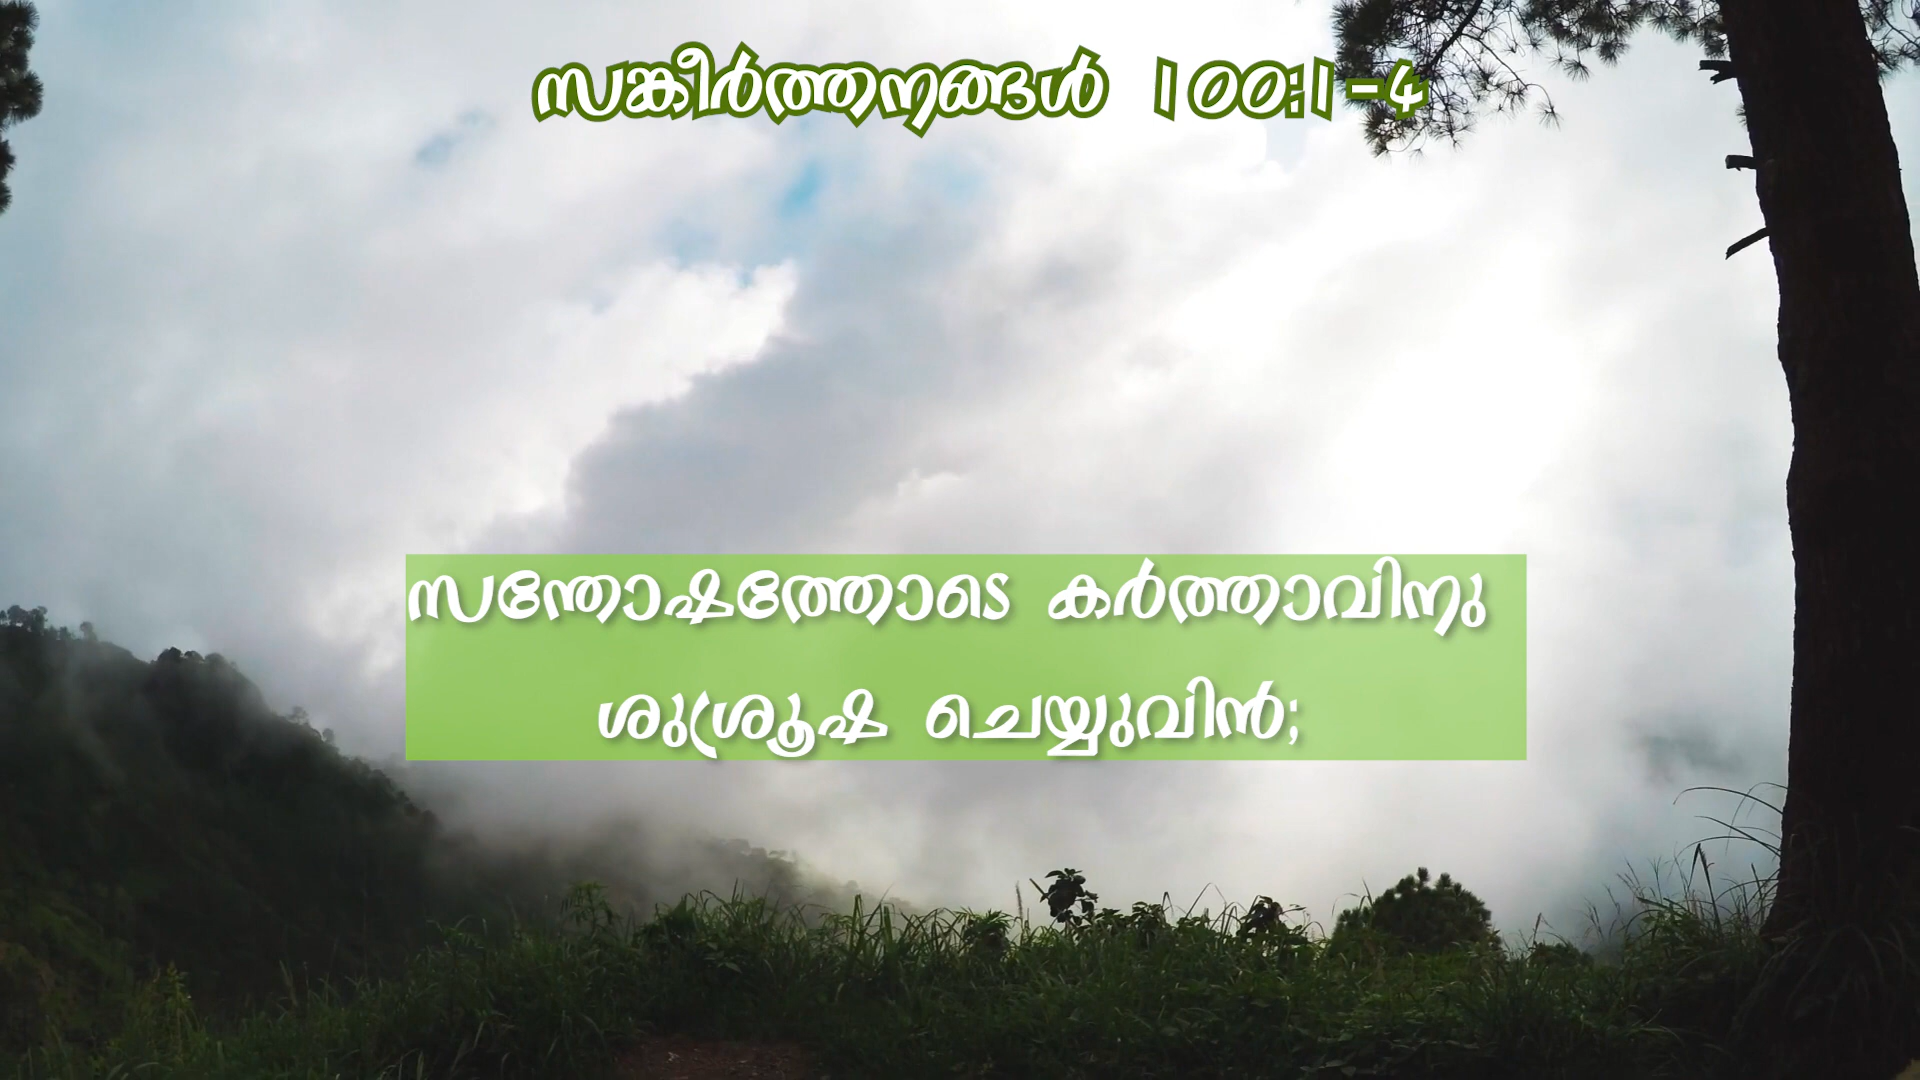 സങ്കീർത്തനങ്ങൾ 100:1-4
സന്തോഷത്തോടെ കർത്താവിനു
ശുശ്രൂഷ ചെയ്യുവിൻ;